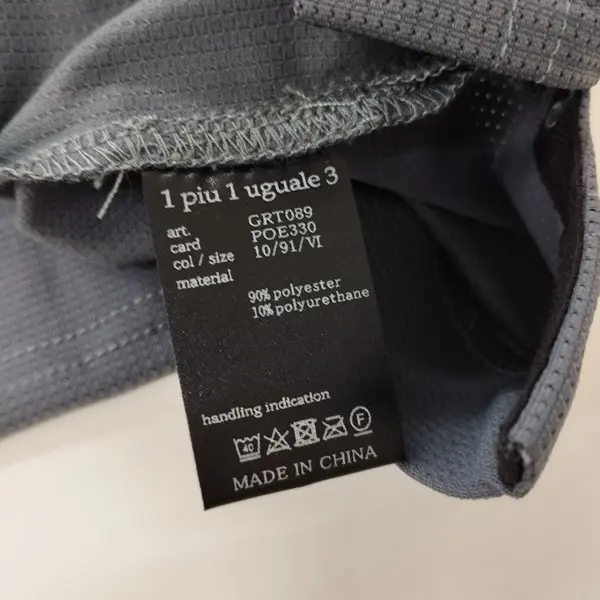 1 piu 1 uguale 3
art. GRT089
card POE330
col / size 10/91/VI
material
90% polyester
10% polyurethane
handling indication
40 F
MADE IN CHINA